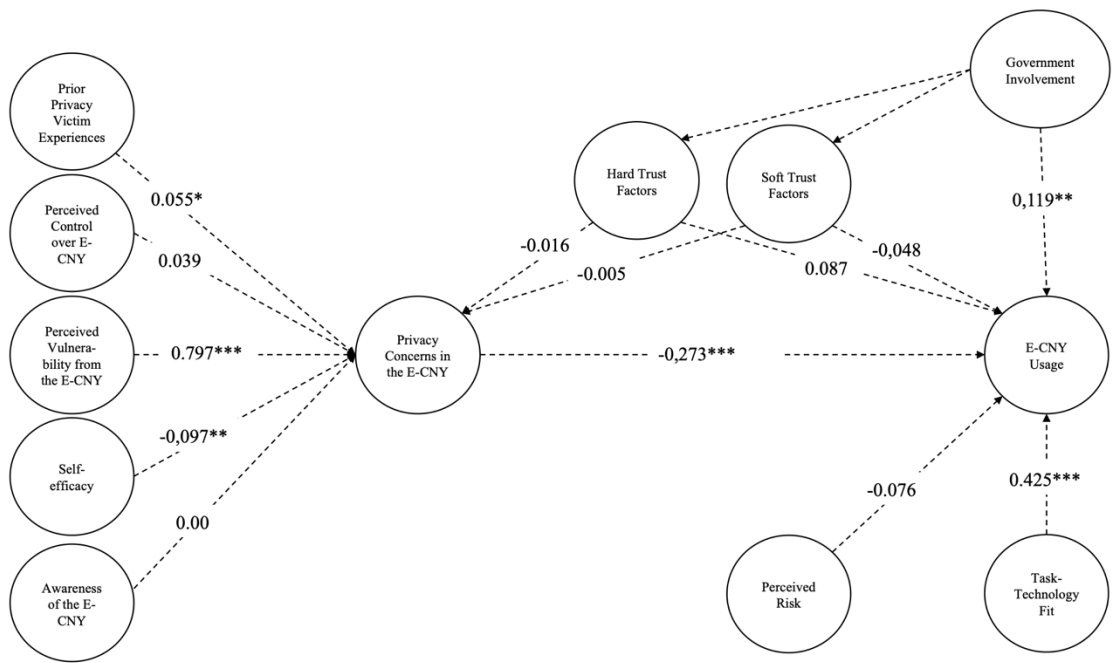 Prior
Privacy
Victim
Experiences
Perceived
Control
over E-
CNY
Perceived
Vulnera-
bility from
the E-CNY
Self-
efficacy
Awareness
of the E-
CNY
0.055*
0.039
0.797***
-0,097**
0.00
Privacy
Concerns in
the E-CNY
Hard Trust
Factors
Soft Trust
Factors
Government
Involvement
-0.016
-0.005
0.087
-0,048
0,119**
-0,273***
E-CNY
Usage
-0.076
0.425***
Perceived
Risk
Task-
Technology
Fit